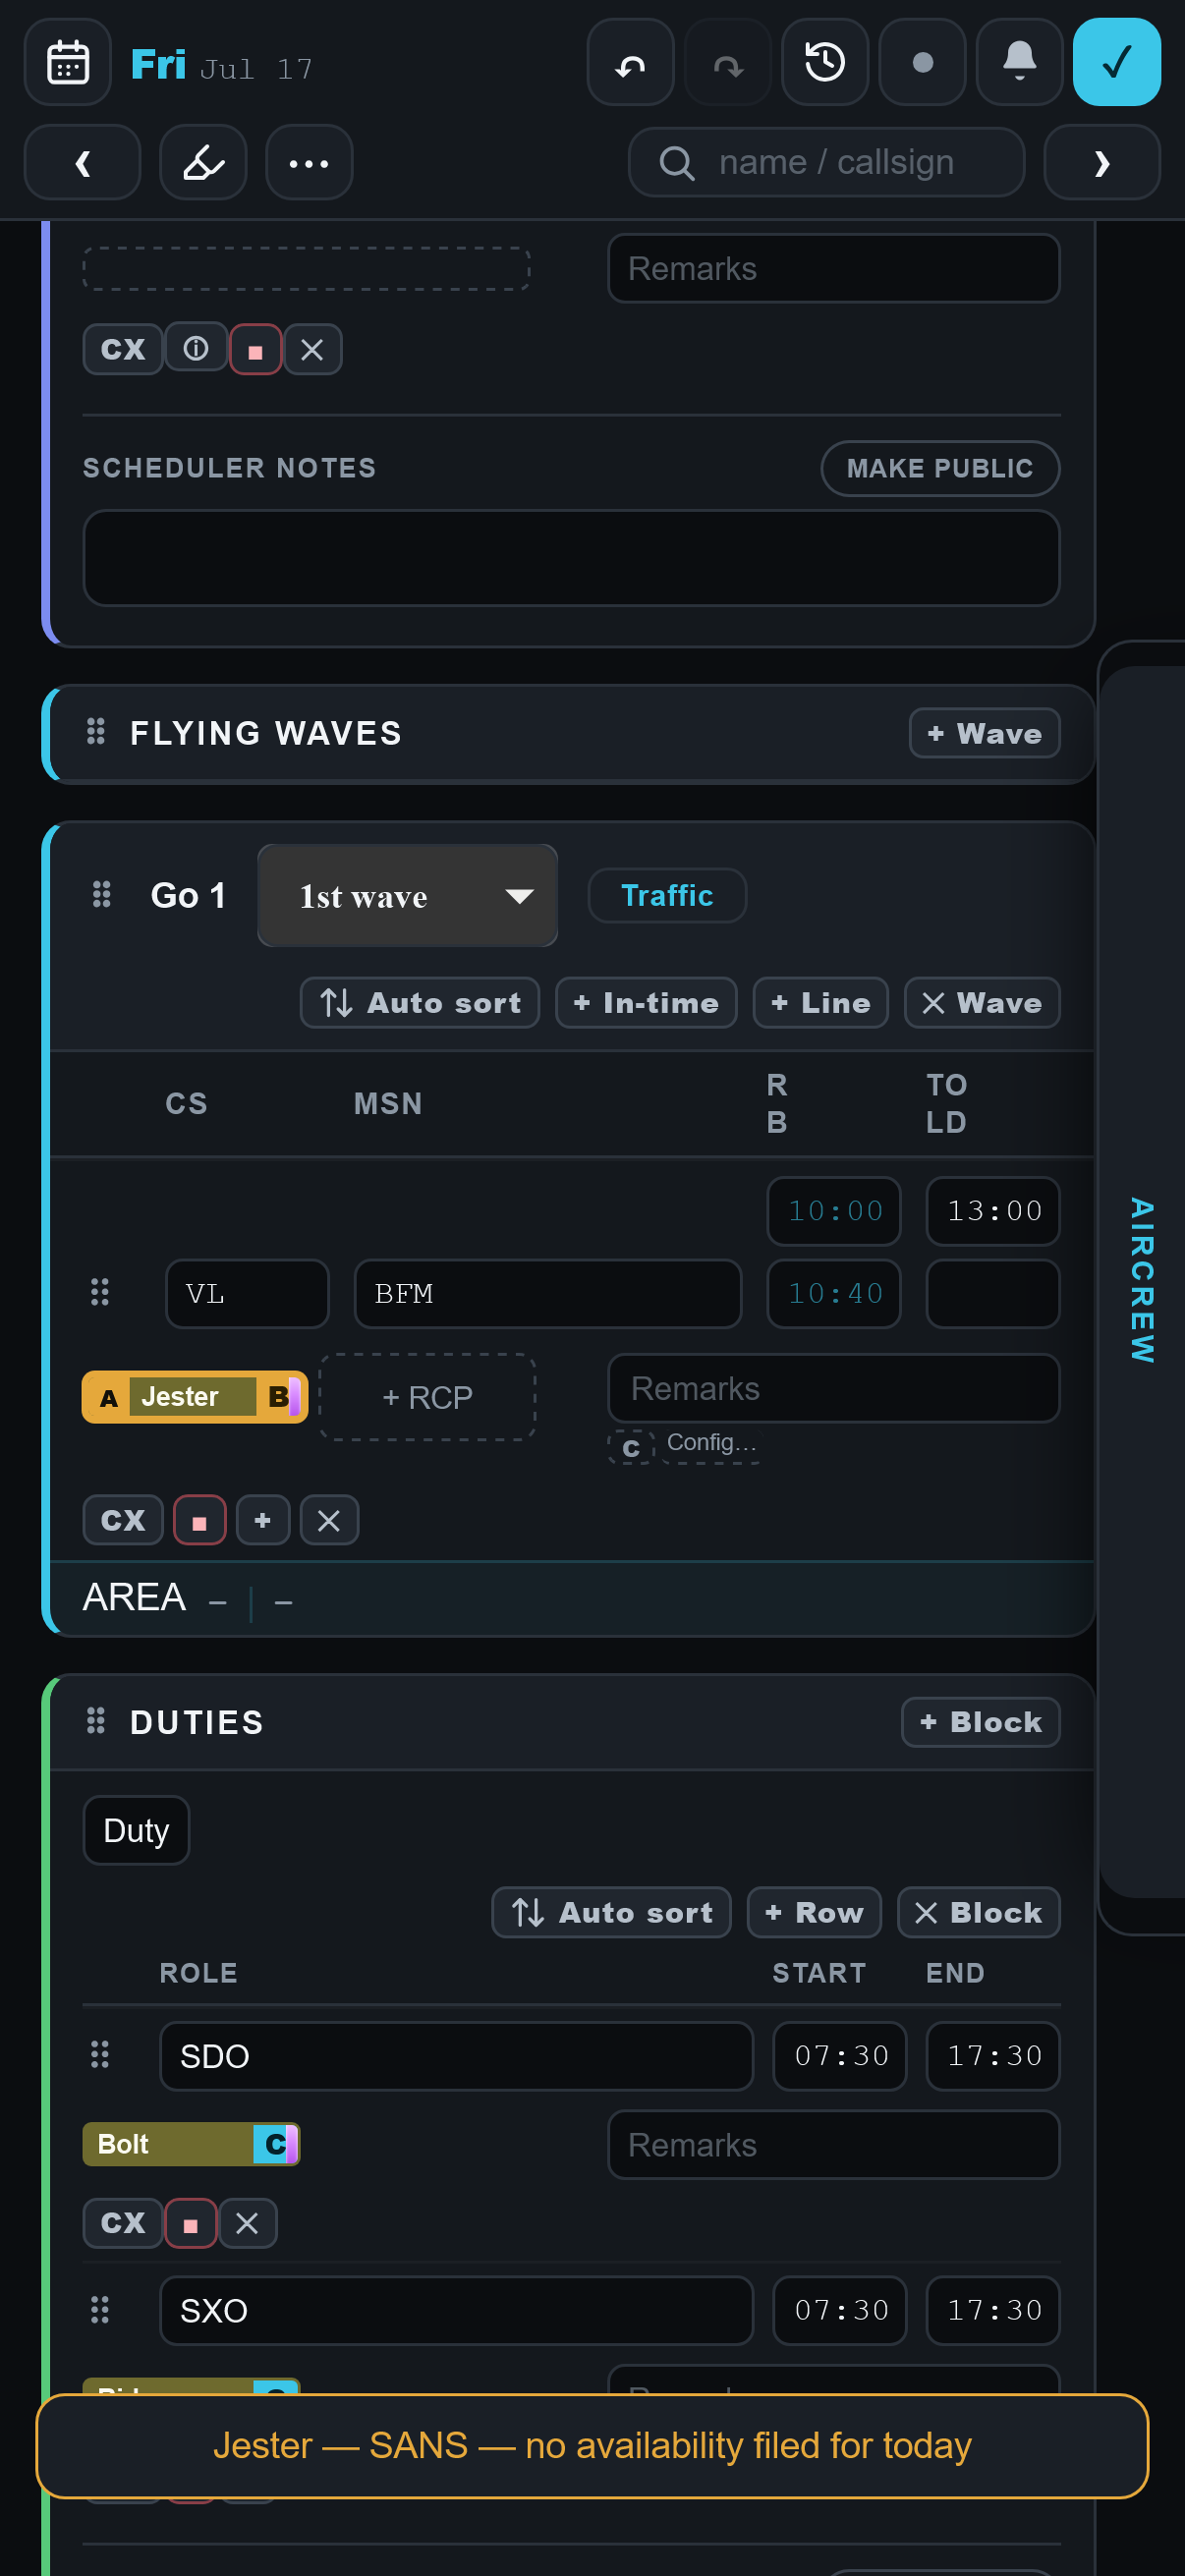 Fri Jul 17
name / callsign
Remarks
CX
SCHEDULER NOTES MAKE PUBLIC
FLYING WAVES + Wave
Go 1 1st wave Traffic
Auto sort + In-time + Line × Wave
CS MSN R TO
B LD
10:00 13:00
VL BFM 10:40
A Jester B + RCP Remarks
C Config...
CX + ×
AREA – | –
AIRCREW
DUTIES + Block
Duty
Auto sort + Row × Block
ROLE START END
SDO 07:30 17:30
Bolt C Remarks
CX ×
SXO 07:30 17:30
Jester — SANS — no availability filed for today